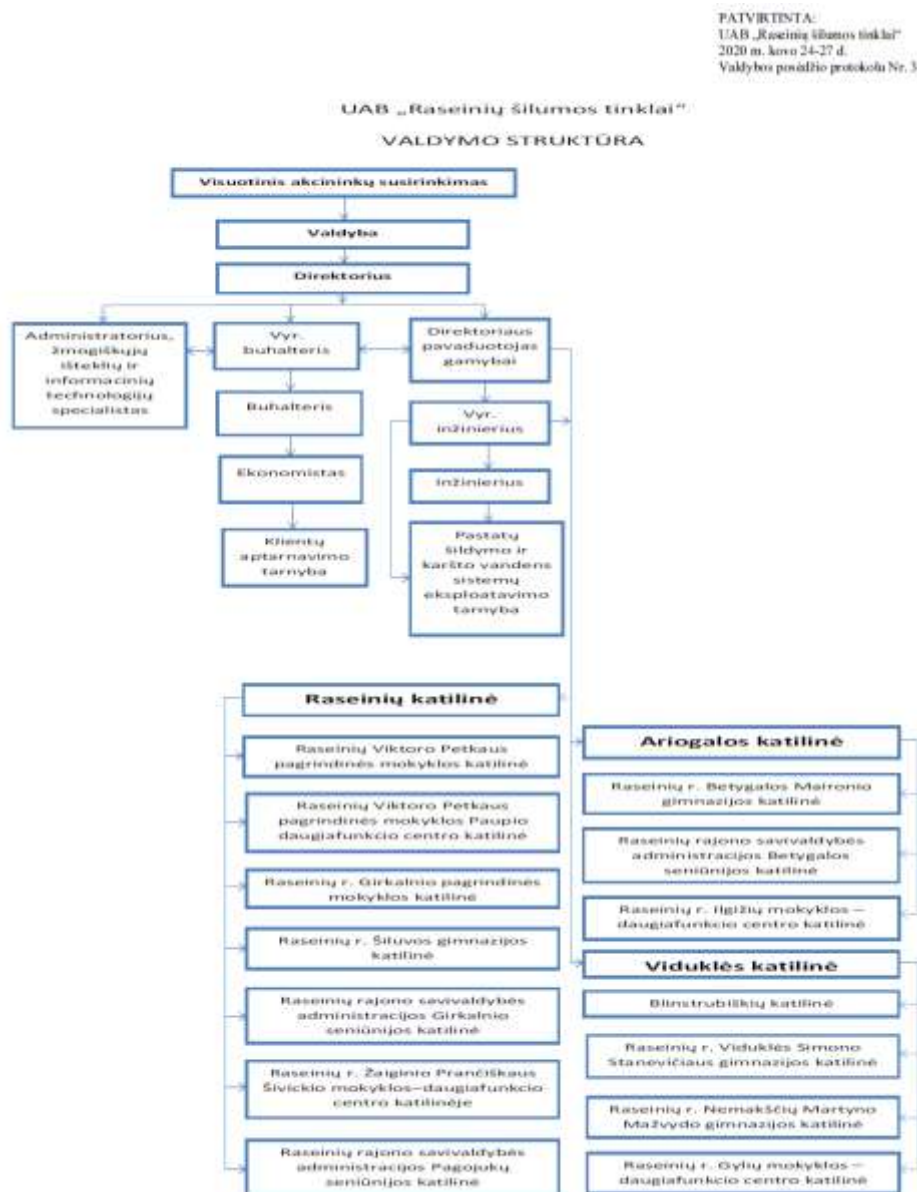 PATVIRTINTA:
UAB „Raseinių šilumos tinklai“
2020 m. kovo 24-27 d.
Valdybos posėdžio protokolu Nr. 3
UAB „Raseinių šilumos tinklai“
VALDYMO STRUKTŪRA
Visuotinis akcininkų susirinkimas
Valdyba
Direktorius
Administratorius,
žmogiškųjų
išteklių ir
informacinių
technologijų
specialistas
Vyr.
buhalteris
Direktoriaus
pavaduotojas
gamybai
Buhalteris
Vyr.
inžinierius
Ekonomistas
Inžinierius
Klientų
aptarnavimo
tarnyba
Pastatų
šildymo ir
karšto vandens
sistemų
eksploatavimo
tarnyba
Raseinių katilinė
Raseinių Viktoro Petkaus
pagrindinės mokyklos katilinė
Raseinių Viktoro Petkaus
pagrindinės mokyklos Paupio
daugiafunkcio centro katilinė
Raseinių r. Girkalnio pagrindinės
mokyklos katilinė
Raseinių r. Šiluvos gimnazijos
katilinė
Raseinių rajono savivaldybės
administracijos Girkalnio
seniūnijos katilinė
Raseinių r. Žaiginio Pranciškaus
Šivickio mokyklos–daugiafunkcio
centro katilinėje
Raseinių rajono savivaldybės
administracijos Pagojukų
seniūnijos katilinė
Ariogalos katilinė
Raseinių r. Betygalos Maironio
gimnazijos katilinė
Raseinių rajono savivaldybės
administracijos Betygalos
seniūnijos katilinė
Raseinių r. Ilgižių mokyklos –
daugiafunkcio centro katilinė
Viduklės katilinė
Blinstrubiškių katilinė
Raseinių r. Viduklės Simono
Stanevičiaus gimnazijos katilinė
Raseinių r. Nemakščių Martyno
Mažvydo gimnazijos katilinė
Raseinių r. Gylių mokyklos –
daugiafunkcio centro katilinė